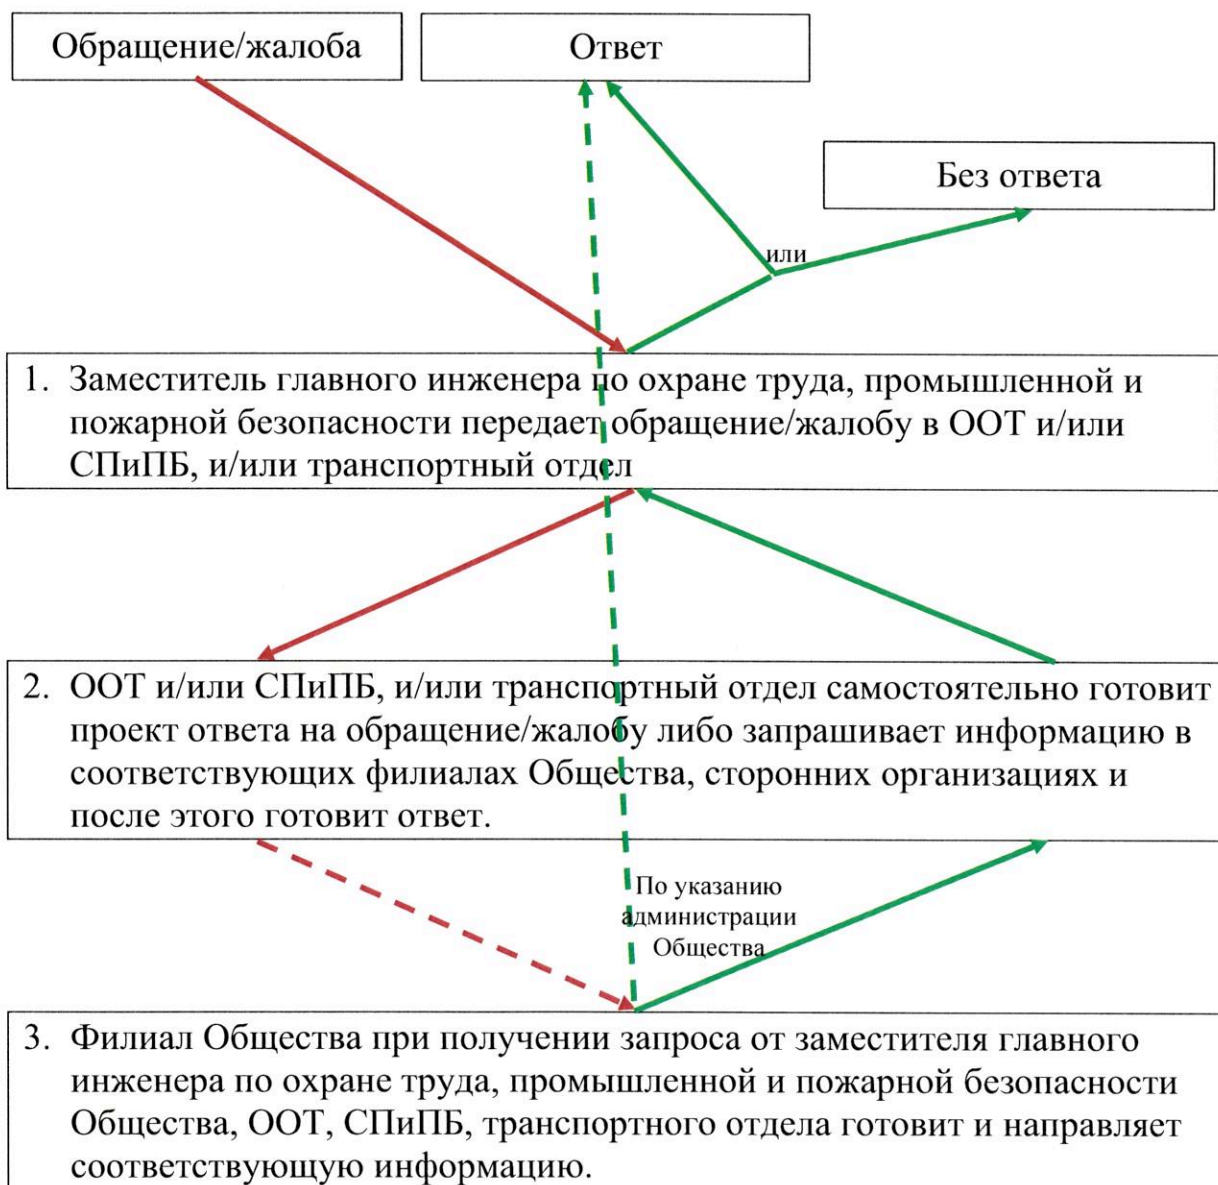 Обращение/жалоба
Ответ
Без ответа
или
1. Заместитель главного инженера по охране труда, промышленной и
пожарной безопасности передает обращение/жалобу в ООТ и/или
СПиПБ, и/или транспортный отдел
2. ООТ и/или СПиПБ, и/или транспортный отдел самостоятельно готовит
проект ответа на обращение/жалобу либо запрашивает информацию в
соответствующих филиалах Общества, сторонних организациях и
после этого готовит ответ.
По указанию
администрации
Общества
3. Филиал Общества при получении запроса от заместителя главного
инженера по охране труда, промышленной и пожарной безопасности
Общества, ООТ, СПиПБ, транспортного отдела готовит и направляет
соответствующую информацию.